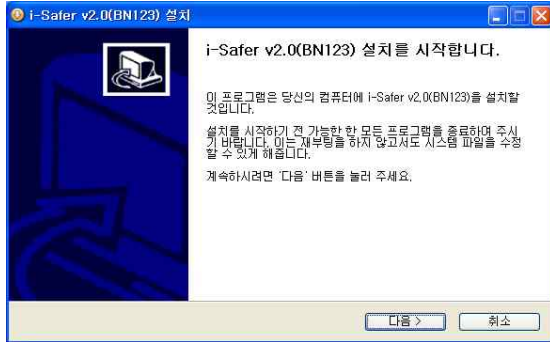 i-Safer v2.0(BN123) 설치
i-Safer v2.0(BN123) 설치를 시작합니다.
이 프로그램은 당신의 컴퓨터에 i-Safer v2.0(BN123)을 설치할
것입니다.
설치를 시작하기 전 가능한 한 모든 프로그램을 종료하여 주시
기 바랍니다. 이는 재부팅을 하지 않고서도 시스템 파일을 수정
할 수 있게 해줍니다.
계속하시려면 '다음' 버튼을 눌러 주세요.
다음 >
취소